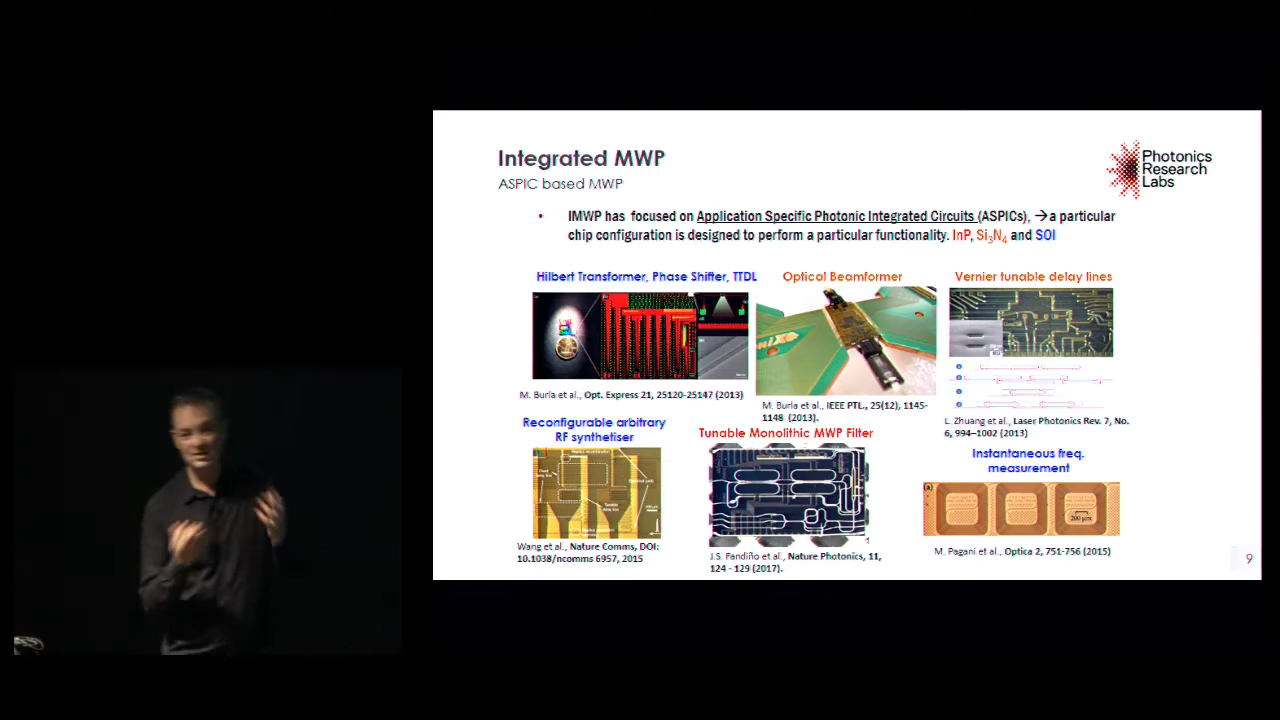 Integrated MWP
ASPIC based MWP
Photonics
Research
Labs
• IMWP has focused on Application Specific Photonic Integrated Circuits (ASPICs), →a particular
chip configuration is designed to perform a particular functionality. InP, Si3N4 and SOI
Hilbert Transformer, Phase Shifter, TTDL
Optical Beamformer
Vernier tunable delay lines
M. Burla et al., Opt. Express 21, 25120-25147 (2013)
M. Burla et al., IEEE PTL., 25(12), 1145-
1148 (2013).
L. Zhuang et al., Laser Photonics Rev. 7, No.
6, 994–1002 (2013)
Reconfigurable arbitrary
RF synthetiser
Tunable Monolithic MWP Filter
Instantaneous freq.
measurement
(a)
200 μm
Wang et al., Nature Comms, DOI:
10.1038/ncomms 6957, 2015
J.S. Fandiño et al., Nature Photonics, 11,
124 - 129 (2017).
M. Pagani et al., Optica 2, 751-756 (2015)
9